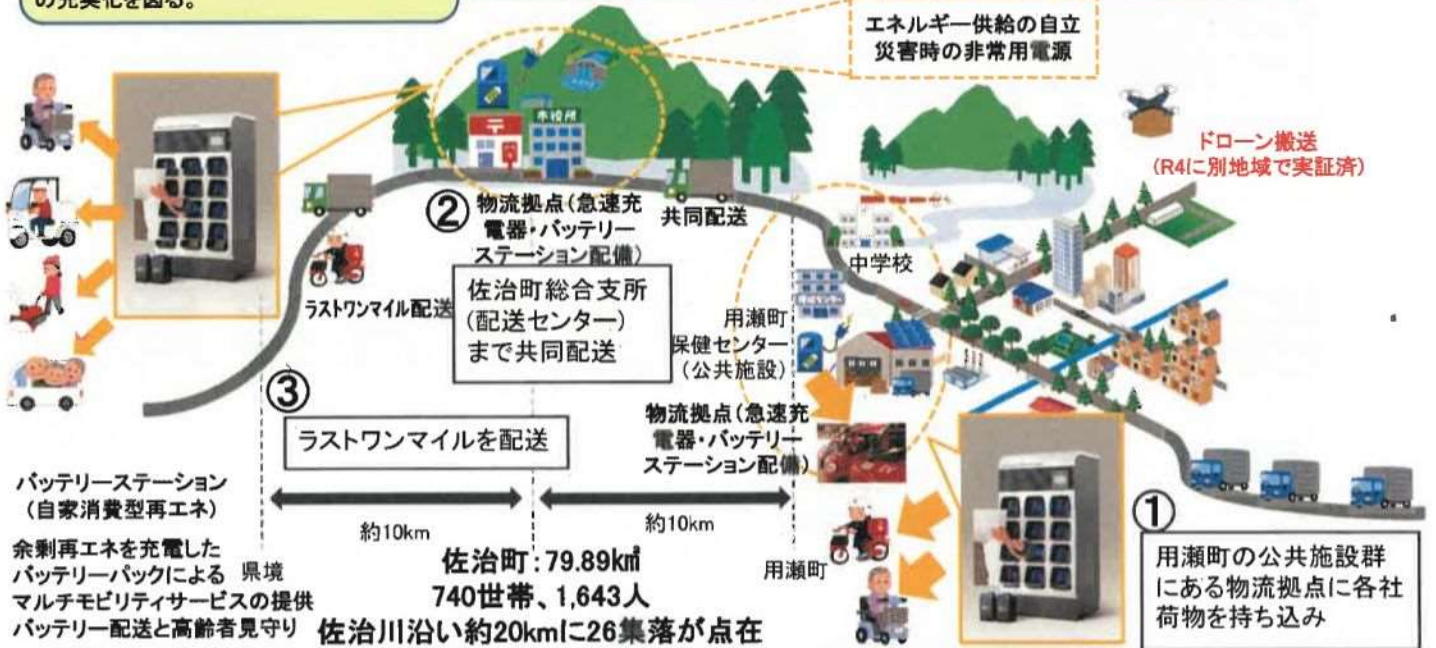 の充実化を図る。
エネルギー供給の自立
災害時の非常用電源
市役所
ドローン搬送
(R4に別地域で実証済)
②
物流拠点(急速充
電器・バッテリー
ステーション配備)
共同配送
中学校
ラストワンマイル配送
佐治町総合支所
(配送センター)
まで共同配送
用瀬町
保健センター
(公共施設)
③
ラストワンマイルを配送
物流拠点(急速充
電器・バッテリー
ステーション配備)
バッテリーステーション
(自家消費型再エネ)
約10km
約10km
①
用瀬町の公共施設群
にある物流拠点に各社
荷物を持ち込み
余剰再エネを充電した
バッテリーパックによる
マルチモビリティサービスの提供
バッテリー配送と高齢者見守り
県境
佐治町:79.89k㎡
740世帯、1,643人
佐治川沿い約20kmに26集落が点在
用瀬町